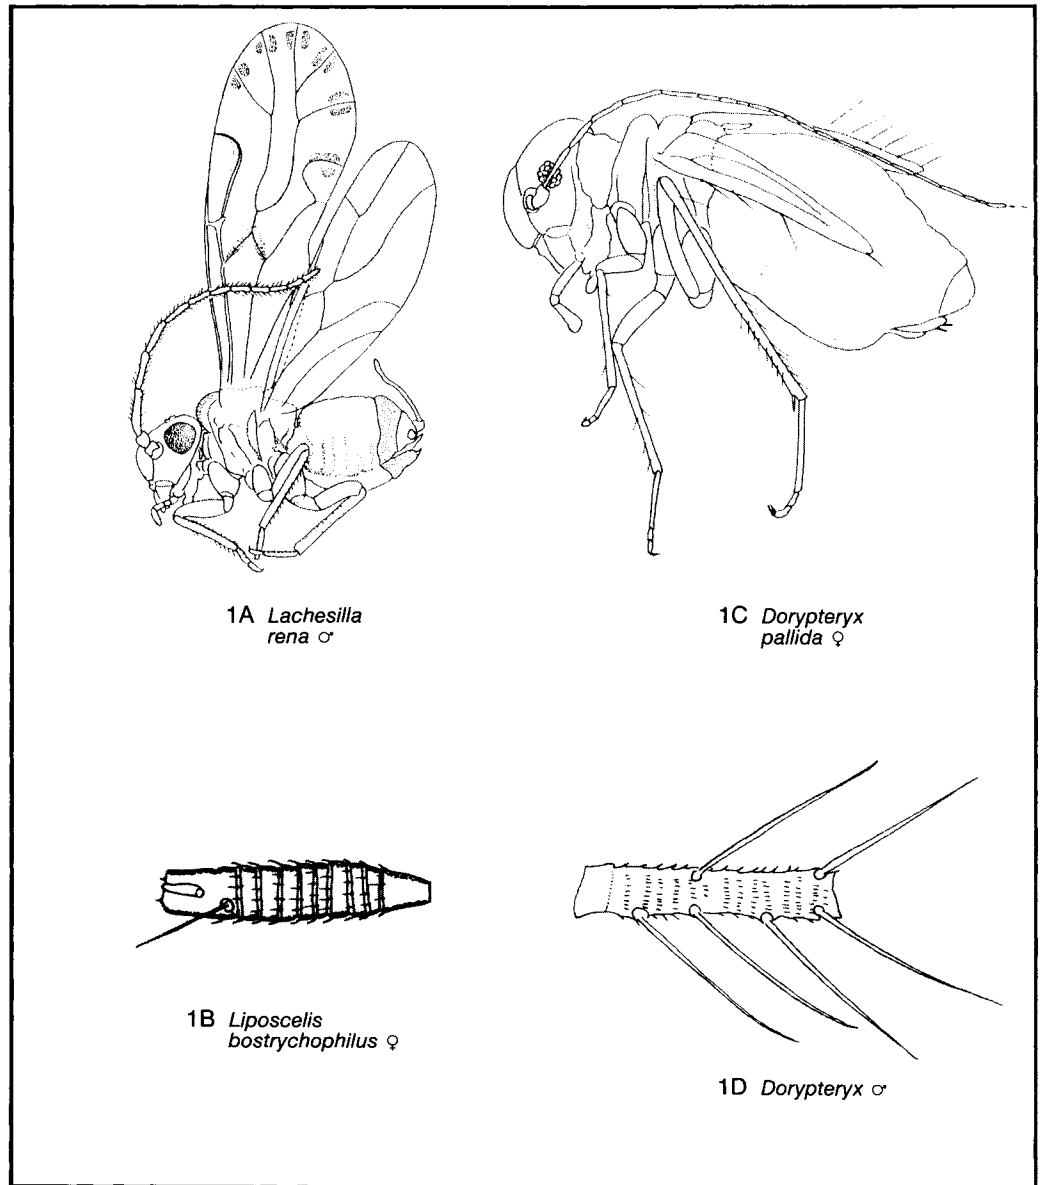 1A Lachesilla
rena ♂
1C Dorypteryx
pallida ♀
1B Liposcelis
bostrychophilus ♀
1D Dorypteryx ♂